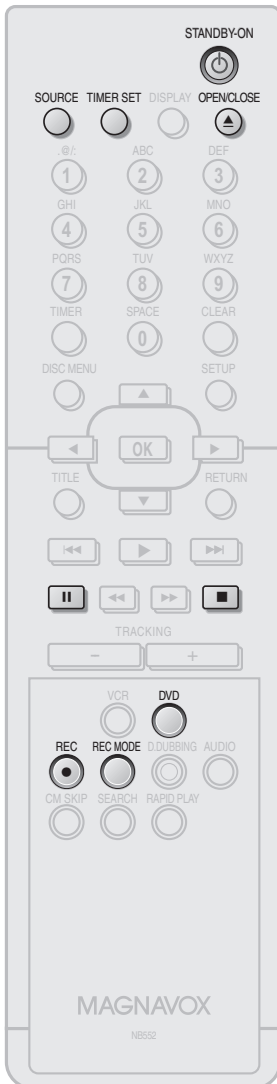 STANDBY-ON
SOURCE TIMER SET DISPLAY OPEN/CLOSE
.@/: ABC DEF
1 2 3
GHI JKL MNO
4 5 6
PQRS TUV WXYZ
7 8 9
TIMER SPACE CLEAR
0
DISC MENU SETUP
OK
TITLE RETURN
TRACKING
- +
VCR DVD
REC REC MODE D.DUBBING AUDIO
CM SKIP SEARCH RAPID PLAY
MAGNAVOX
NB552